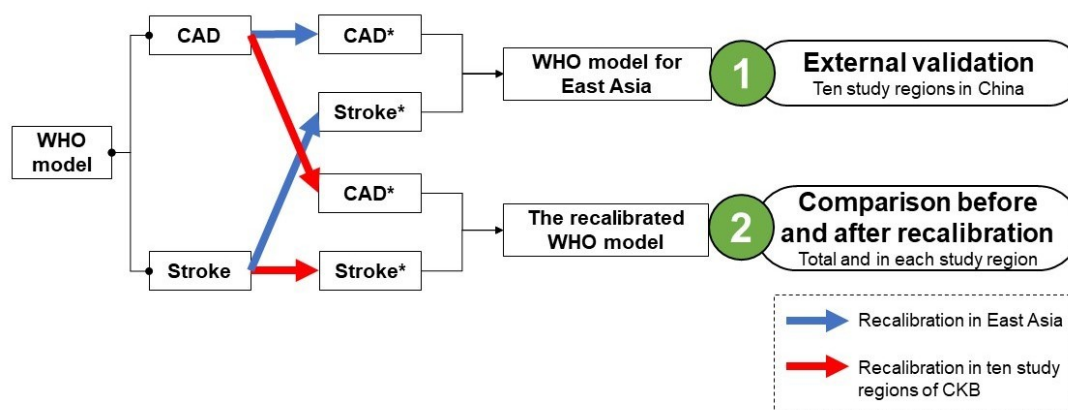 WHO
model
CAD
Stroke
CAD*
Stroke*
CAD*
Stroke*
WHO model for
East Asia
The recalibrated
WHO model
1
External validation
Ten study regions in China
2
Comparison before
and after recalibration
Total and in each study region
Recalibration in East Asia
Recalibration in ten study
regions of CKB